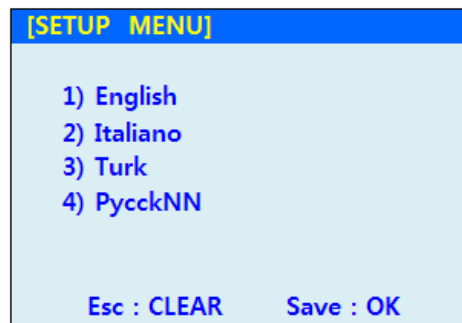 [SETUP MENU]
1) English
2) Italiano
3) Turk
4) PycckNN
Esc : CLEAR Save : OK